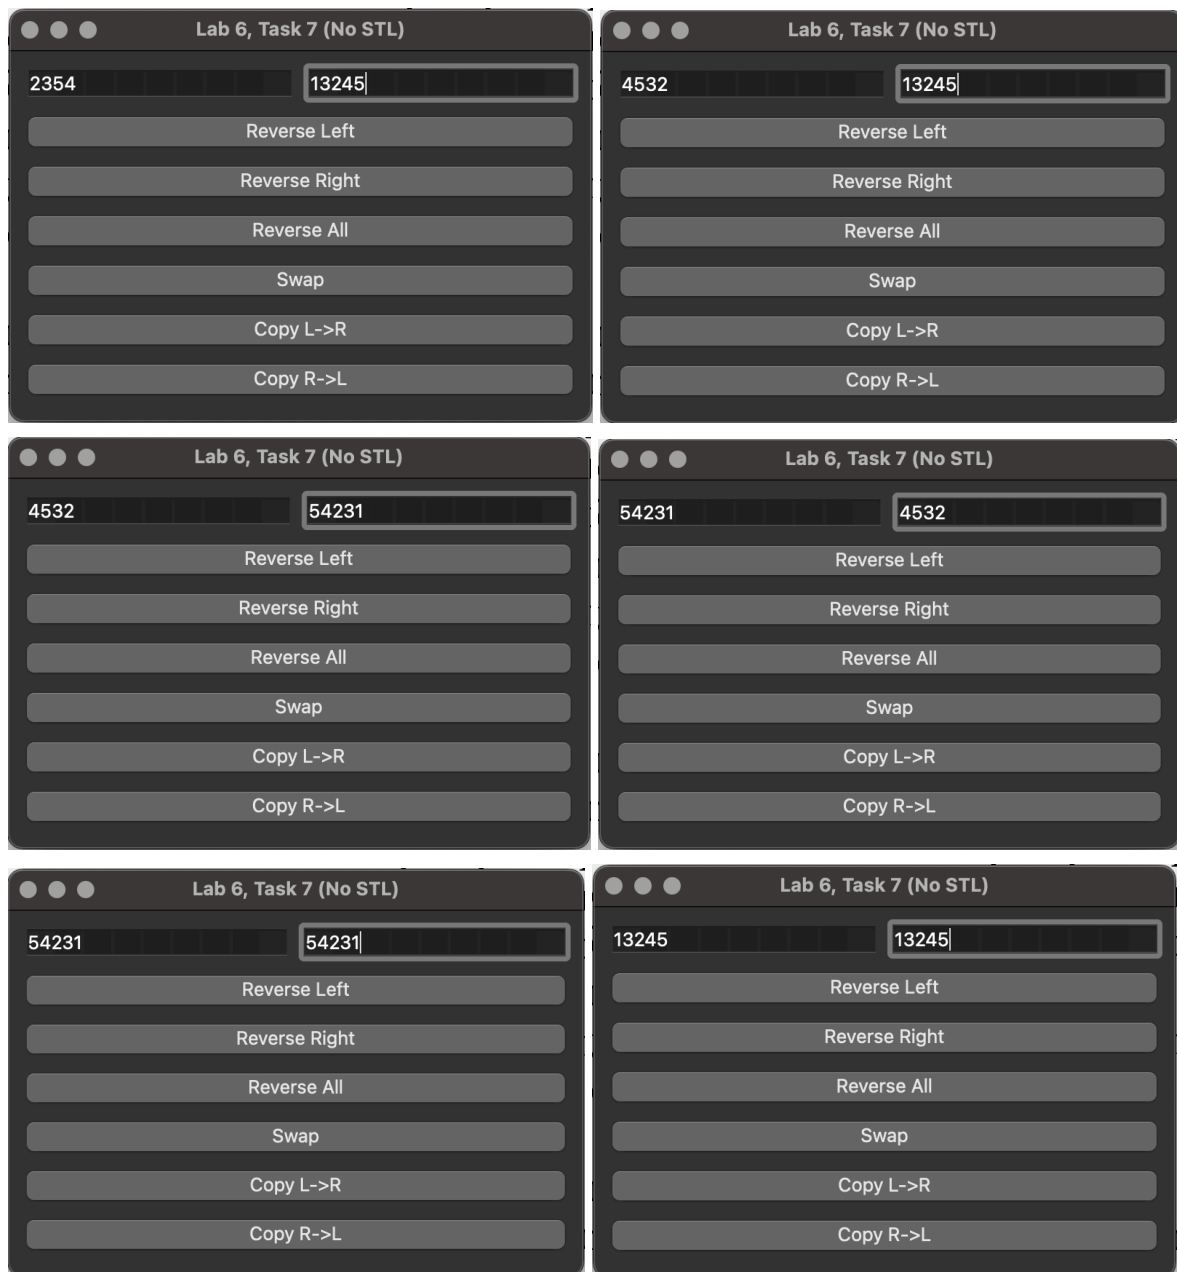 Lab 6, Task 7 (No STL)
2354 13245
Reverse Left
Reverse Right
Reverse All
Swap
Copy L->R
Copy R->L
Lab 6, Task 7 (No STL)
4532 13245
Reverse Left
Reverse Right
Reverse All
Swap
Copy L->R
Copy R->L
Lab 6, Task 7 (No STL)
4532 54231
Reverse Left
Reverse Right
Reverse All
Swap
Copy L->R
Copy R->L
Lab 6, Task 7 (No STL)
54231 4532
Reverse Left
Reverse Right
Reverse All
Swap
Copy L->R
Copy R->L
Lab 6, Task 7 (No STL)
54231 54231
Reverse Left
Reverse Right
Reverse All
Swap
Copy L->R
Copy R->L
Lab 6, Task 7 (No STL)
13245 13245
Reverse Left
Reverse Right
Reverse All
Swap
Copy L->R
Copy R->L